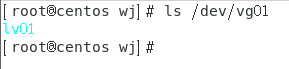 [root@centos wj]# ls /dev/vg01
lv01
[root@centos wj]#